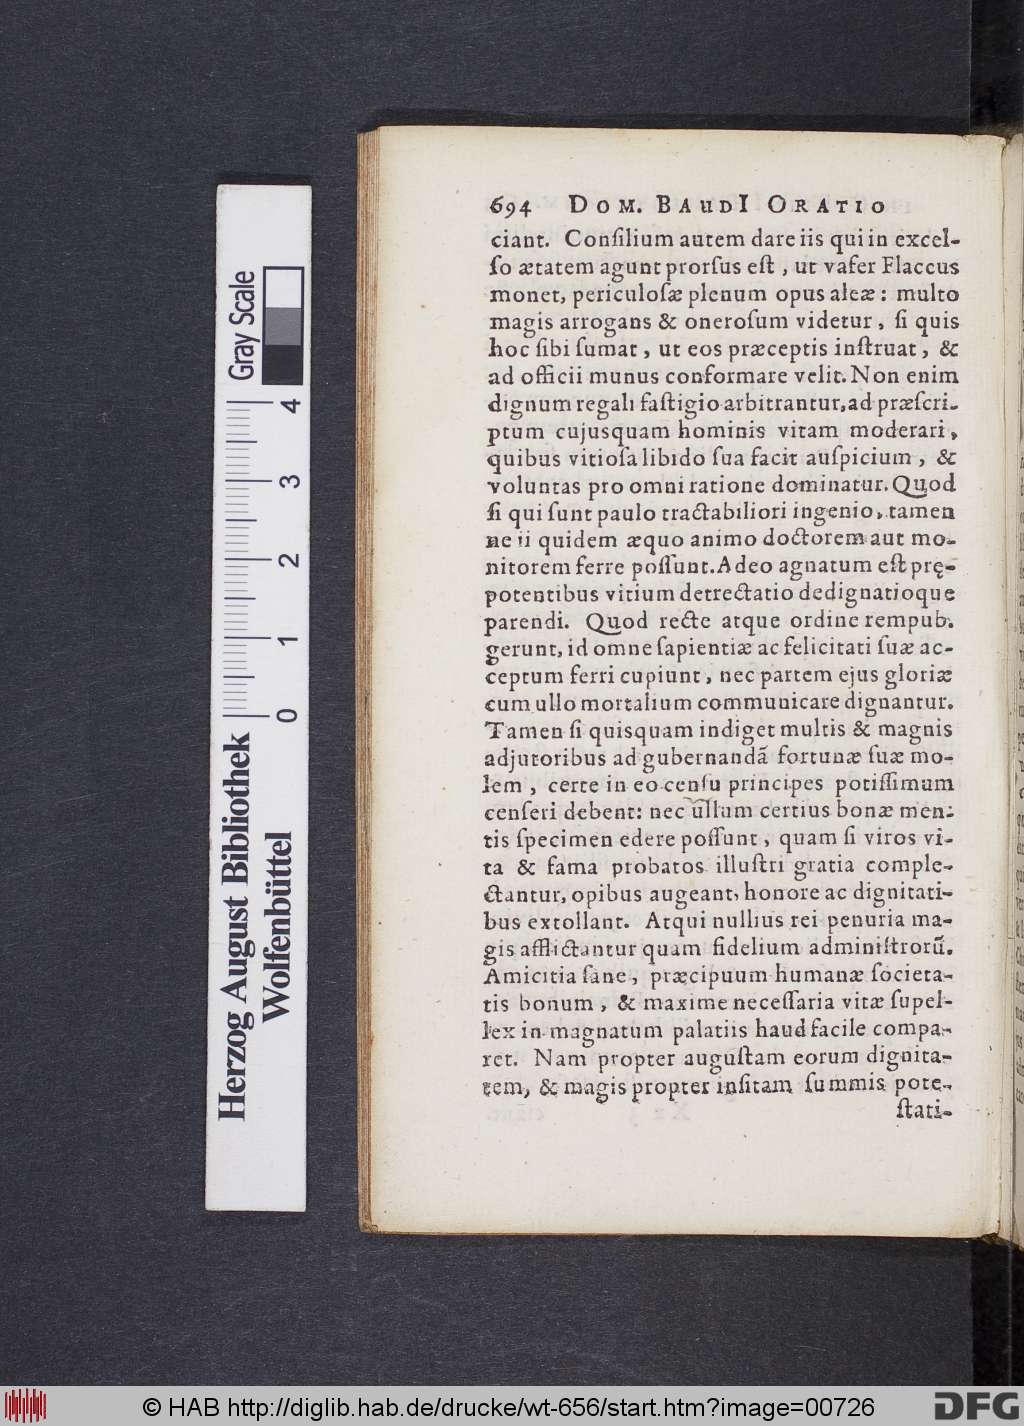 694 DOM. BAUDI ORATIO
ciant. Conſilium autem dare iis qui in excel-
ſo ætatem agunt prorſus eſt, ut vafer Flaccus
monet, periculoſæ plenum opus aleæ: multo
magis arrogans & oneroſum videtur, ſi quis
hoc ſibi ſumat, ut eos præceptis inſtruat, &
ad officii munus conformare velit. Non enim
dignum regali faſtigio arbitrantur, ad præſcri-
ptum cujusquam hominis vitam moderari,
quibus vitioſa libido ſua facit auſpicium, &
voluntas pro omni ratione dominatur. Quod
ſi qui ſunt paulo tractabiliori ingenio, tamen
ne ii quidem æquo animo doctorem aut mo-
nitorem ferre poſſunt. Adeo agnatum eſt prę-
potentibus vitium detrectatio dedignatioque
parendi. Quod recte atque ordine rempub.
gerunt, id omne ſapientiæ ac felicitati ſuæ ac-
ceptum ferri cupiunt, nec partem ejus gloriæ
cum ullo mortalium communicare dignantur.
Tamen ſi quisquam indiget multis & magnis
adjutoribus ad gubernandã fortunæ ſuæ mo-
lem, certe in eo cenſu principes potiſſimum
cenſeri debent: nec ullum certius bonæ men-
tis ſpecimen edere poſſunt, quam ſi viros vi-
ta & fama probatos illuſtri gratia comple-
ctantur, opibus augeant, honore ac dignitati-
bus extollant. Atqui nullius rei penuria ma-
gis afflictantur quam fidelium adminiſtrorũ.
Amicitia ſane, præcipuum humanæ ſocieta-
tis bonum, & maxime neceſſaria vitæ ſupel-
lex in magnatum palatiis haud facile compa-
ret. Nam propter auguſtam eorum dignita-
tem, & magis propter inſitam ſummis pote-
ſtati-
Herzog August Bibliothek
Wolfenbüttel
0 1 2 3 4
Gray Scale
© HAB http://diglib.hab.de/drucke/wt-656/start.htm?image=00726
DFG